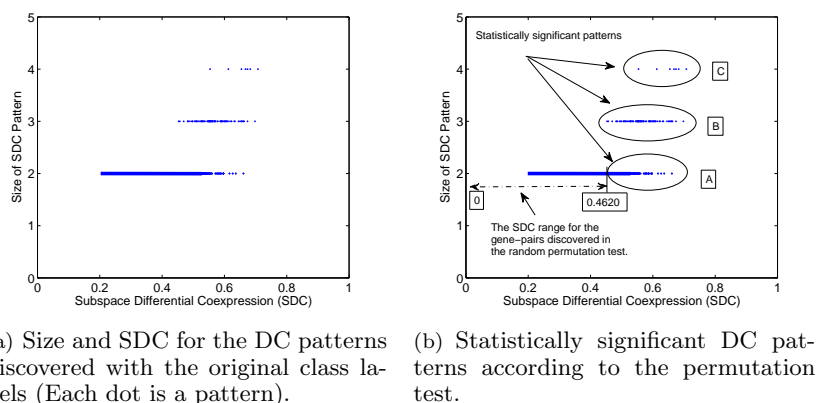 5
4
3
2
1
0
Size of SDC Pattern
0 0.2 0.4 0.6 0.8 1
Subspace Differential Coexpression (SDC)
5
4
3
2
1
0
Size of SDC Pattern
Statistically significant patterns
C
B
A
0
0.4620
The SDC range for the
gene−pairs discovered in
the random permutation test.
0 0.2 0.4 0.6 0.8 1
Subspace Differential Coexpression (SDC)
) Size and SDC for the DC patterns
iscovered with the original class la-
els (Each dot is a pattern).
(b) Statistically significant DC pat-
terns according to the permutation
test.